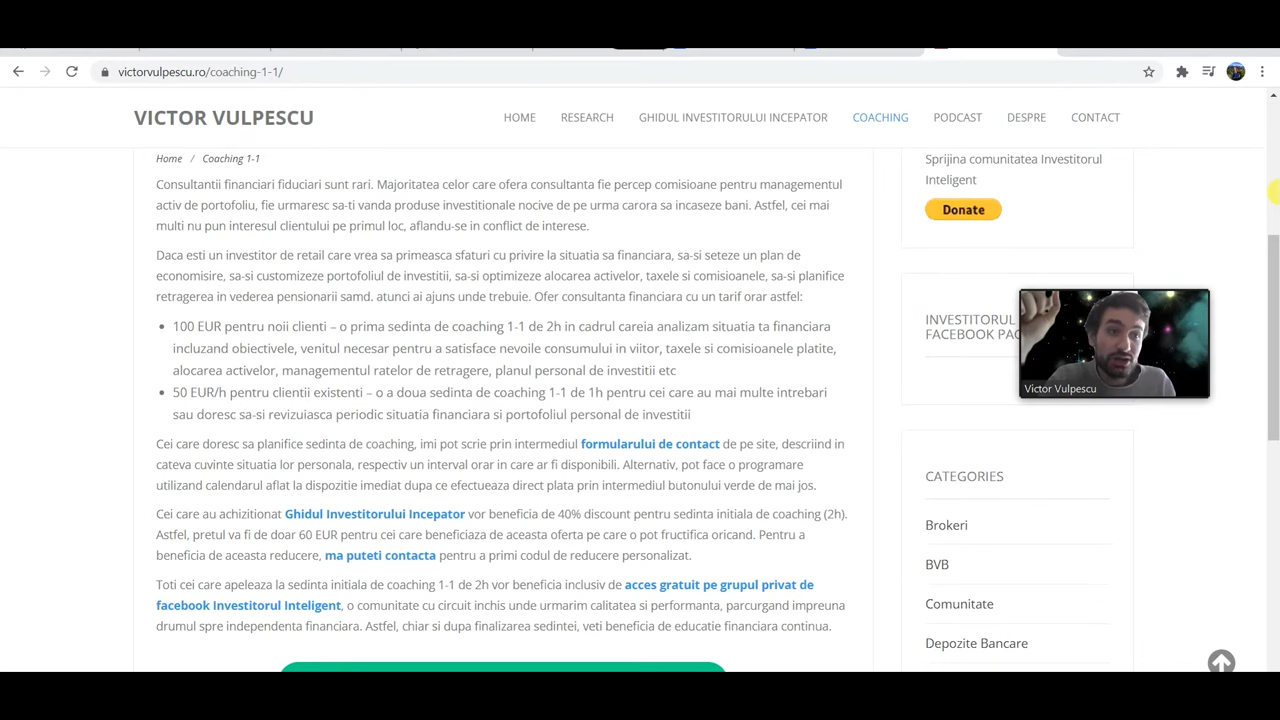 victorvulpescu.ro/coaching-1-1/
VICTOR VULPESCU
HOME
RESEARCH
GHIDUL INVESTITORULUI INCEPATOR
COACHING
PODCAST
DESPRE
CONTACT
Home / Coaching 1-1
Consultantii financiari fiduciari sunt rari. Majoritatea celor care ofera consultanta fie percep comisioane pentru managementul
activ de portofoliu, fie urmaresc sa-ti vanda produse investitionale nocive de pe urma carora sa incaseze bani. Astfel, cei mai
multi nu pun interesul clientului pe primul loc, aflandu-se in conflict de interese.
Daca esti un investitor de retail care vrea sa primeasca sfaturi cu privire la situatia sa financiara, sa-si seteze un plan de
economisire, sa-si customizeze portofoliul de investitii, sa-si optimizeze alocarea activelor, taxele si comisioanele, sa-si planifice
retragerea in vederea pensionarii samd. atunci ai ajuns unde trebuie. Ofer consultanta financiara cu un tarif orar astfel:
100 EUR pentru noii clienti – o prima sedinta de coaching 1-1 de 2h in cadrul careia analizam situatia ta financiara
incluzand obiectivele, venitul necesar pentru a satisface nevoile consumului in viitor, taxele si comisioanele platite,
alocarea activelor, managementul ratelor de retragere, planul personal de investitii etc
50 EUR/h pentru clientii existenti – o a doua sedinta de coaching 1-1 de 1h pentru cei care au mai multe intrebari
sau doresc sa-si revizuiasca periodic situatia financiara si portofoliul personal de investitii
Cei care doresc sa planifice sedinta de coaching, imi pot scrie prin intermediul formularului de contact de pe site, descriind in
cateva cuvinte situatia lor personala, respectiv un interval orar in care ar fi disponibili. Alternativ, pot face o programare
utilizand calendarul aflat la dispozitie imediat dupa ce efectueaza direct plata prin intermediul butonului verde de mai jos.
Cei care au achizitionat Ghidul Investitorului Incepator vor beneficia de 40% discount pentru sedinta initiala de coaching (2h).
Astfel, pretul va fi de doar 60 EUR pentru cei care beneficiaza de aceasta oferta pe care o pot fructifica oricand. Pentru a
beneficia de aceasta reducere, ma puteti contacta pentru a primi codul de reducere personalizat.
Toti cei care apeleaza la sedinta initiala de coaching 1-1 de 2h vor beneficia inclusiv de acces gratuit pe grupul privat de
facebook Investitorul Inteligent, o comunitate cu circuit inchis unde urmarim calitatea si performanta, parcurgand impreuna
drumul spre independenta financiara. Astfel, chiar si dupa finalizarea sedintei, veti beneficia de educatie financiara continua.
Sprijina comunitatea Investitorul
Inteligent
Donate
INVESTITORUL
FACEBOOK PAG
Victor Vulpescu
CATEGORIES
Brokeri
BVB
Comunitate
Depozite Bancare